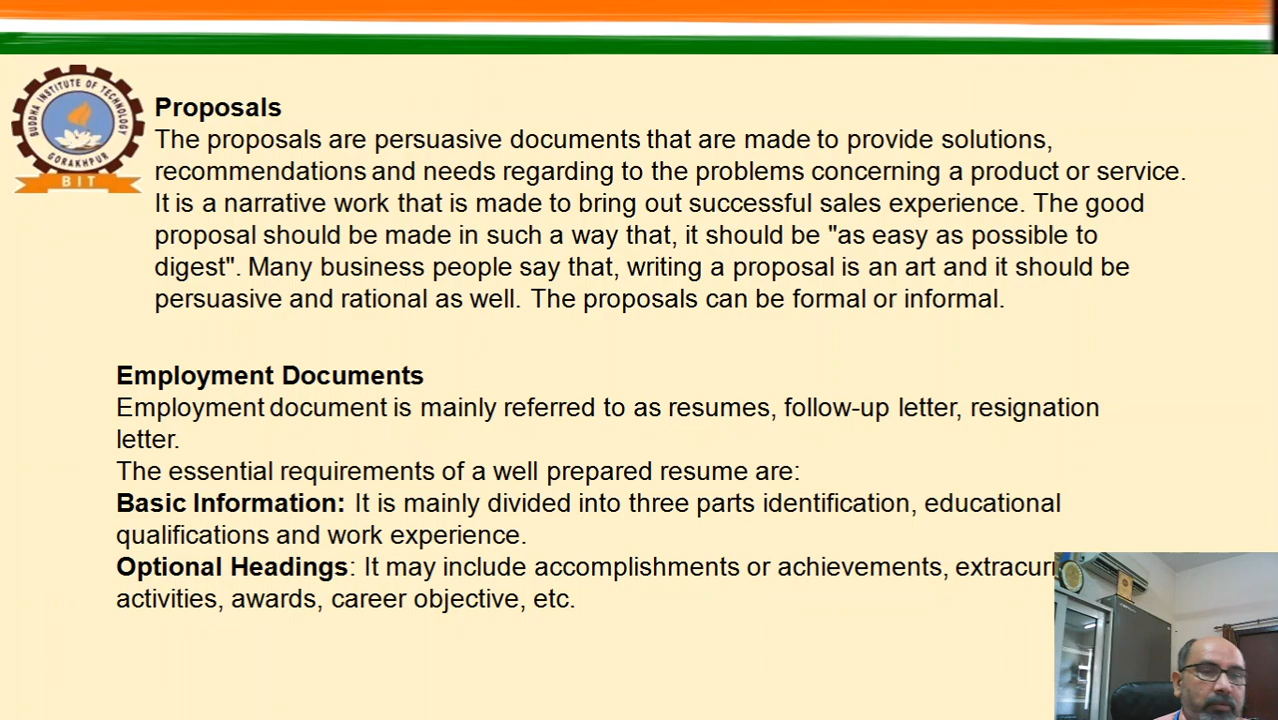 BUDDHA INSTITUTE OF TECHNOLOGY
GORAKHPUR
BIT
Proposals
The proposals are persuasive documents that are made to provide solutions,
recommendations and needs regarding to the problems concerning a product or service.
It is a narrative work that is made to bring out successful sales experience. The good
proposal should be made in such a way that, it should be "as easy as possible to
digest". Many business people say that, writing a proposal is an art and it should be
persuasive and rational as well. The proposals can be formal or informal.
Employment Documents
Employment document is mainly referred to as resumes, follow-up letter, resignation
letter.
The essential requirements of a well prepared resume are:
Basic Information: It is mainly divided into three parts identification, educational
qualifications and work experience.
Optional Headings: It may include accomplishments or achievements,
activities, awards, career objective, etc.